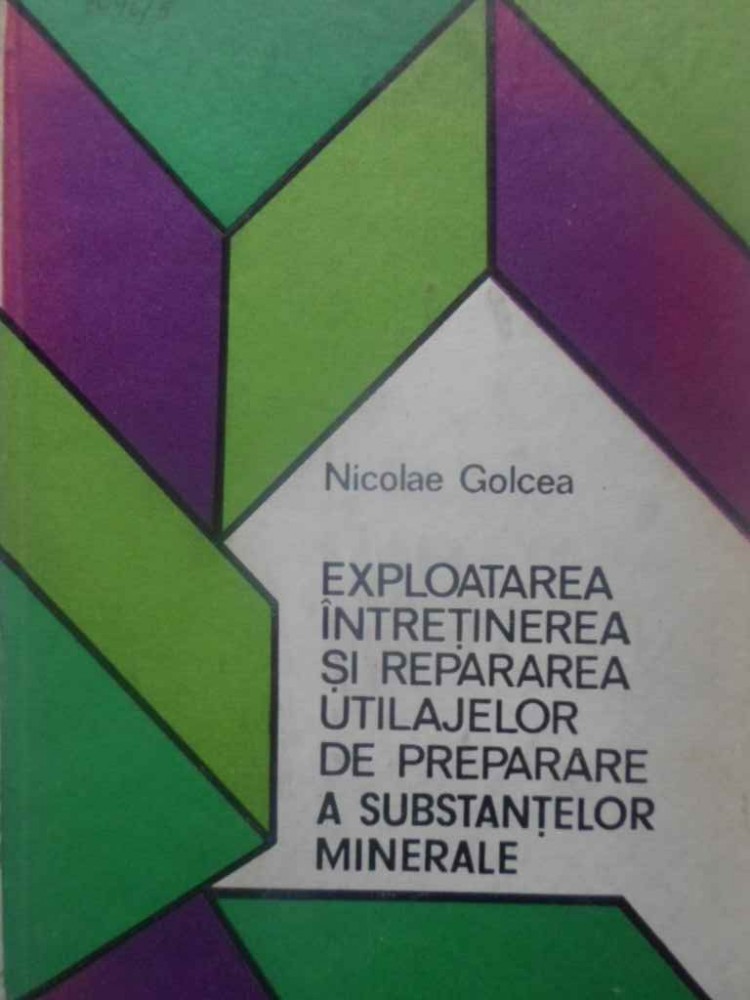 Nicolae Golcea
EXPLOATAREA
ÎNTREȚINEREA
ȘI REPARAREA
UTILAJELOR
DE PREPARARE
A SUBSTANȚELOR
MINERALE